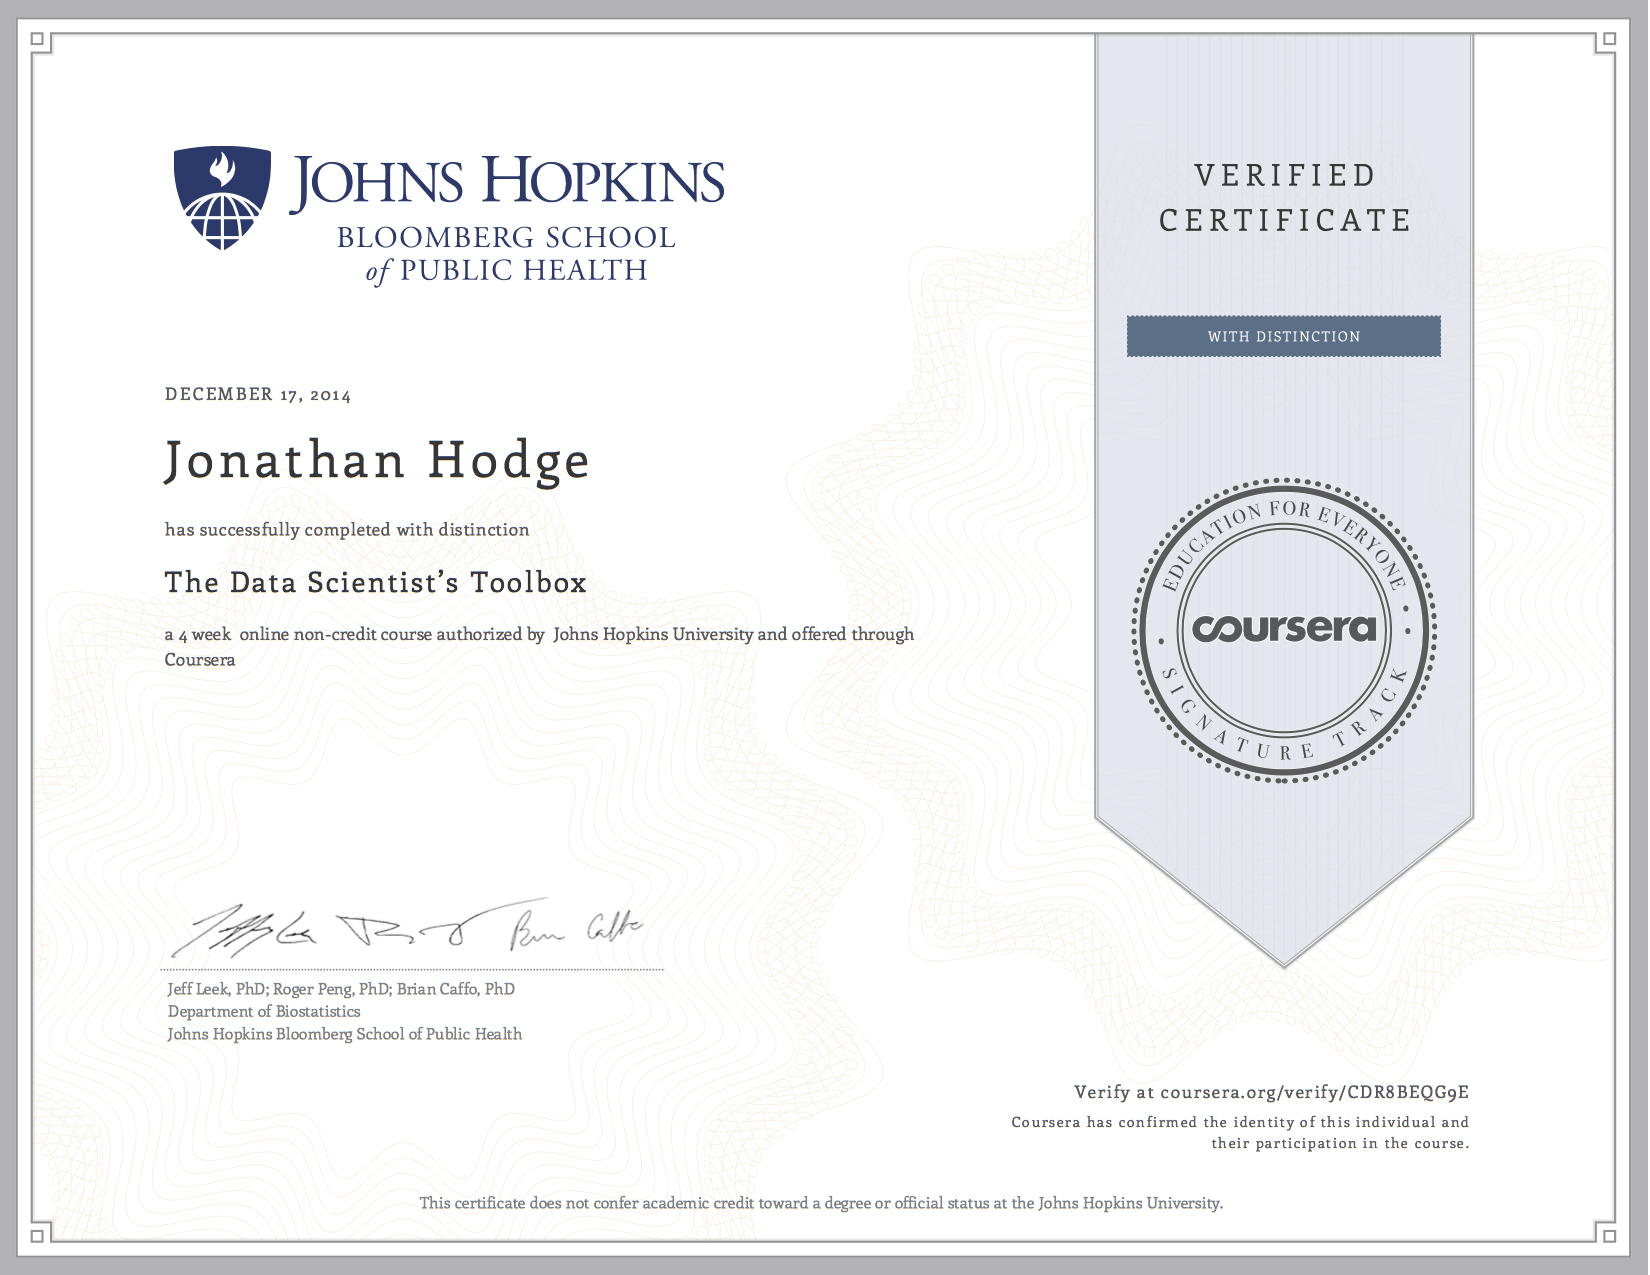 JOHNS HOPKINS
BLOOMBERG SCHOOL
of PUBLIC HEALTH
VERIFIED
CERTIFICATE
WITH DISTINCTION
DECEMBER 17, 2014
Jonathan Hodge
has successfully completed with distinction
The Data Scientist’s Toolbox
a 4 week online non-credit course authorized by Johns Hopkins University and offered through
Coursera
EDUCATION FOR EVERYONE
coursera
SIGNATURE TRACK
Jeff Leek, PhD; Roger Peng, PhD; Brian Caffo, PhD
Department of Biostatistics
Johns Hopkins Bloomberg School of Public Health
Verify at coursera.org/verify/CDR8BEQG9E
Coursera has confirmed the identity of this individual and
their participation in the course.
This certificate does not confer academic credit toward a degree or official status at the Johns Hopkins University.